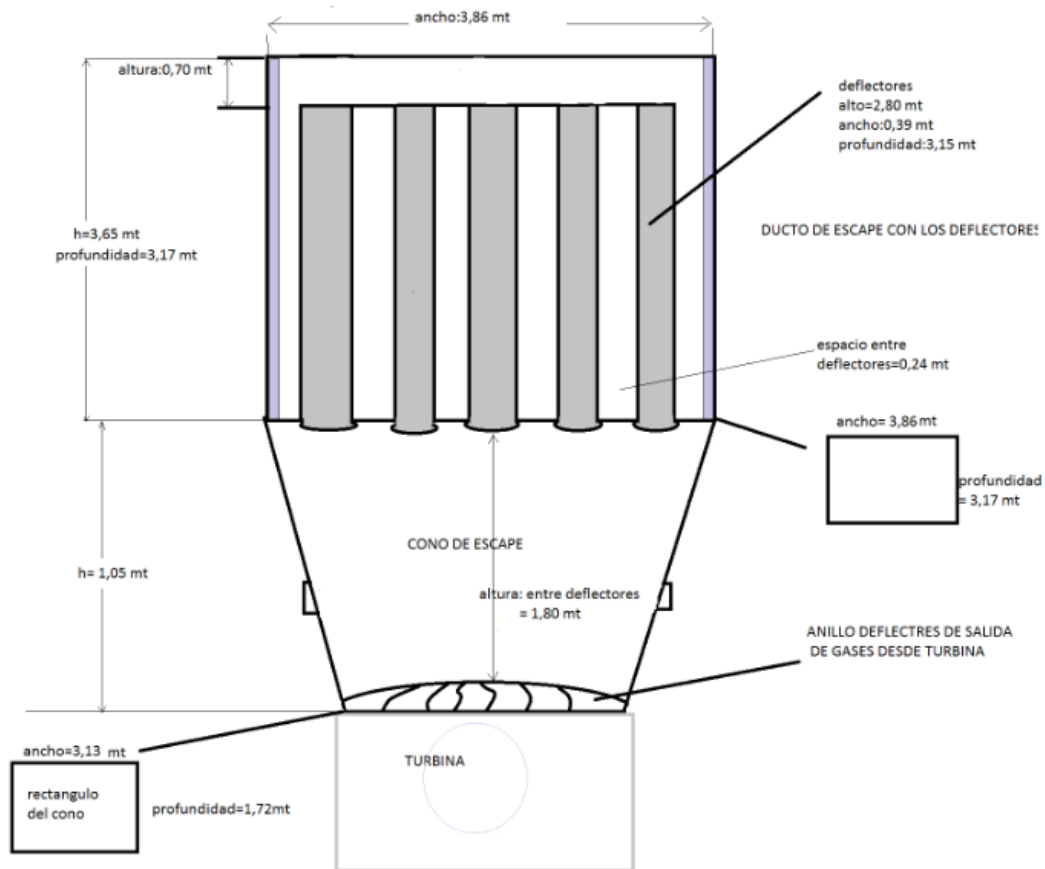 ancho:3,86 mt
altura:0,70 mt
deflectores
alto=2,80 mt
ancho:0,39 mt
profundidad:3,15 mt
h=3,65 mt
profundidad=3,17 mt
DUCTO DE ESCAPE CON LOS DEFLECTORES
espacio entre
deflectores=0,24 mt
ancho= 3,86mt
profundidad
= 3,17 mt
CONO DE ESCAPE
h= 1,05 mt
altura: entre deflectores
= 1,80 mt
ANILLO DEFLECTRES DE SALIDA
DE GASES DESDE TURBINA
ancho=3,13 mt
rectangulo
del cono
profundidad=1,72mt
TURBINA